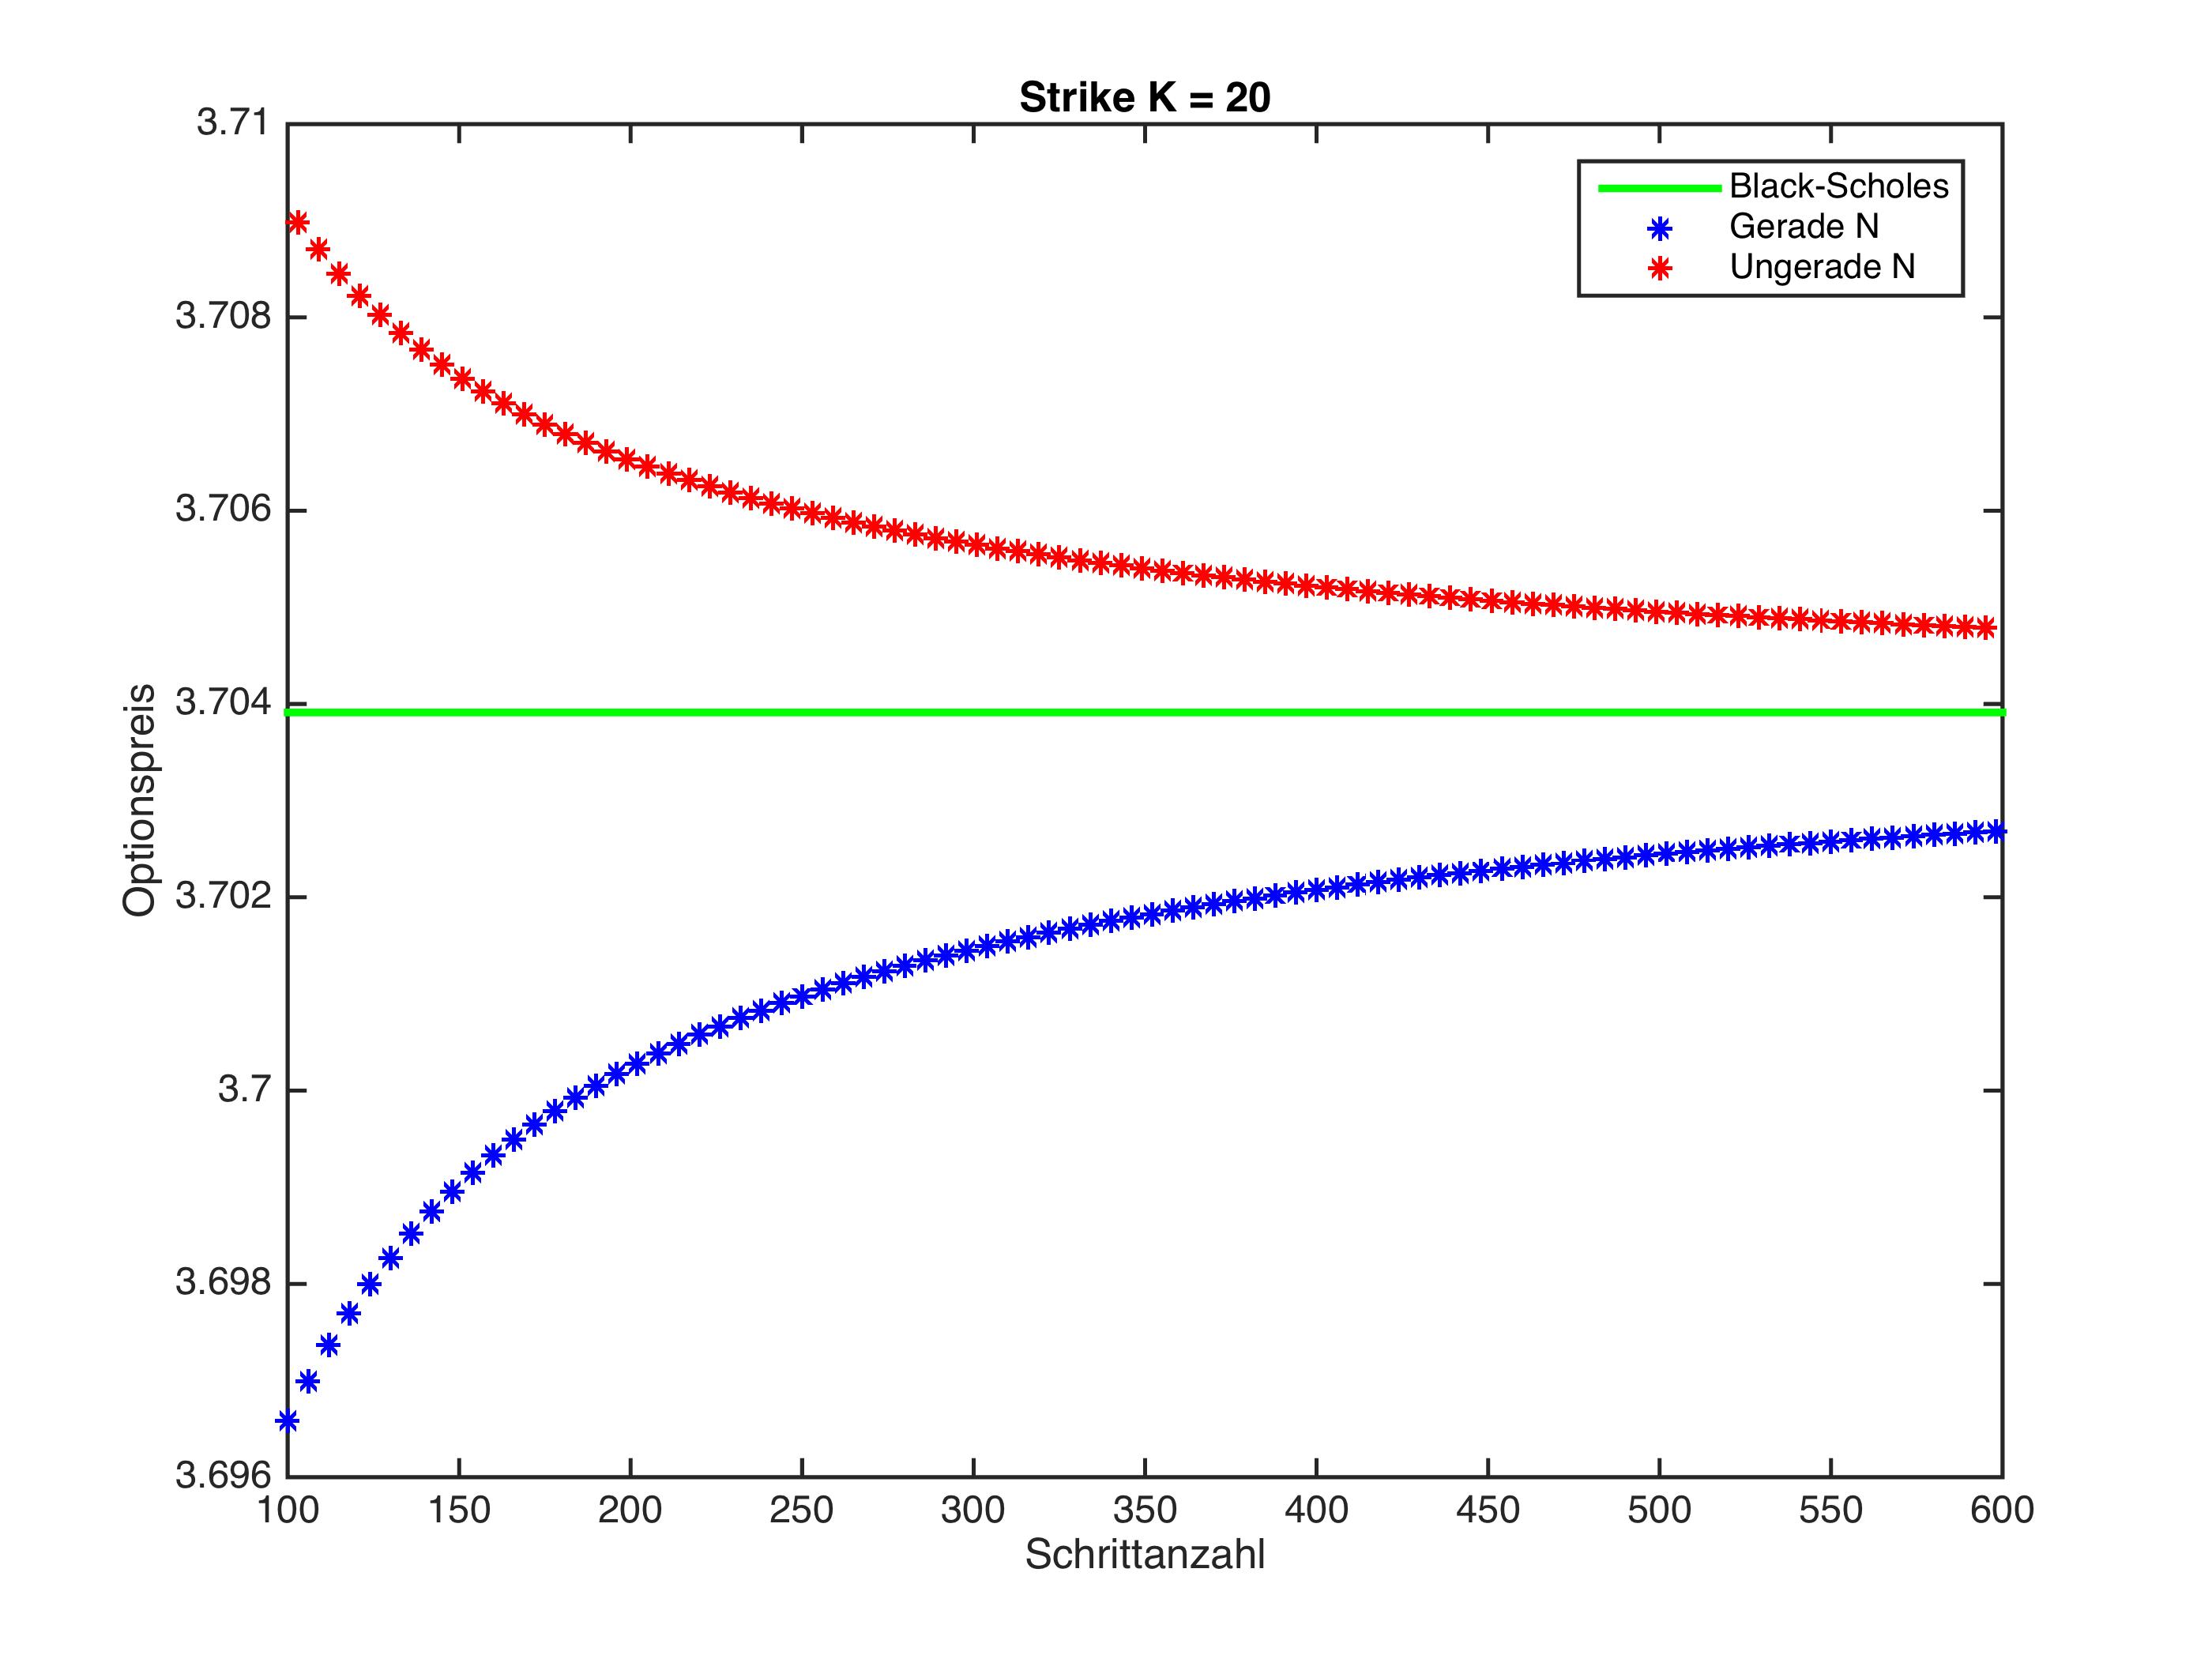 Strike K = 20
3.71
3.708
3.706
3.704
3.702
3.7
3.698
3.696
Optionspreis
Black-Scholes
Gerade N
Ungerade N
100 150 200 250 300 350 400 450 500 550 600
Schrittanzahl